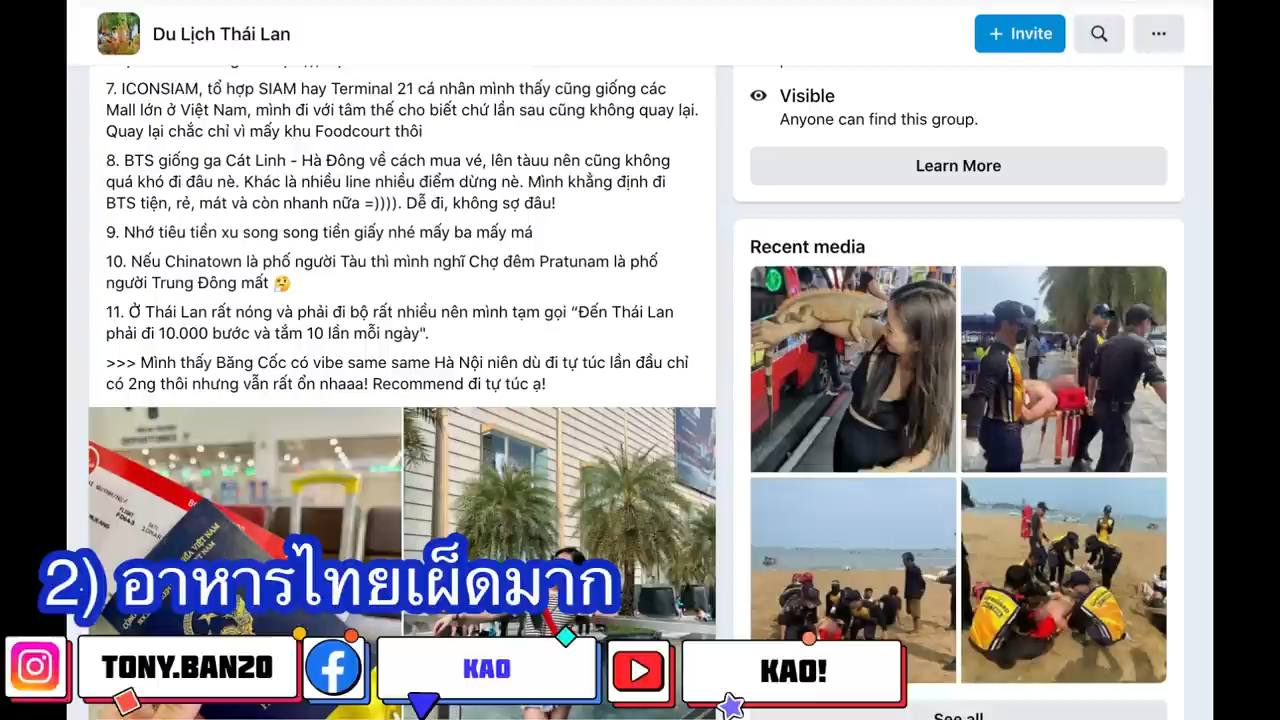 Du Lịch Thái Lan
+ Invite
7. ICONSIAM, tổ hợp SIAM hay Terminal 21 cá nhân mình thấy cũng giống các
Mall lớn ở Việt Nam, mình đi với tâm thế cho biết chứ lần sau cũng không quay lại.
Quay lại chắc chỉ vì mấy khu Foodcourt thôi
8. BTS giống ga Cát Linh - Hà Đông về cách mua vé, lên tàuu nên cũng không
quá khó đi đâu nè. Khác là nhiều line nhiều điểm dừng nè. Mình khẳng định đi
BTS tiện, rẻ, mát và còn nhanh nữa =)))). Dễ đi, không sợ đâu!
9. Nhớ tiêu tiền xu song song tiền giấy nhé mấy ba mấy má
10. Nếu Chinatown là phố người Tàu thì mình nghĩ Chợ đêm Pratunam là phố
người Trung Đông mất 🤔
11. Ở Thái Lan rất nóng và phải đi bộ rất nhiều nên mình tạm gọi “Đến Thái Lan
phải đi 10.000 bước và tắm 10 lần mỗi ngày".
>>> Mình thấy Băng Cốc có vibe same same Hà Nội niên dù đi tự túc lần đầu chỉ
có 2ng thôi nhưng vẫn rất ổn nhaaa! Recommend đi tự túc ạ!
Visible
Anyone can find this group.
Learn More
Recent media
See all
2) อาหารไทยเผ็ดมาก
TONY.BANZO
KAO
KAO!